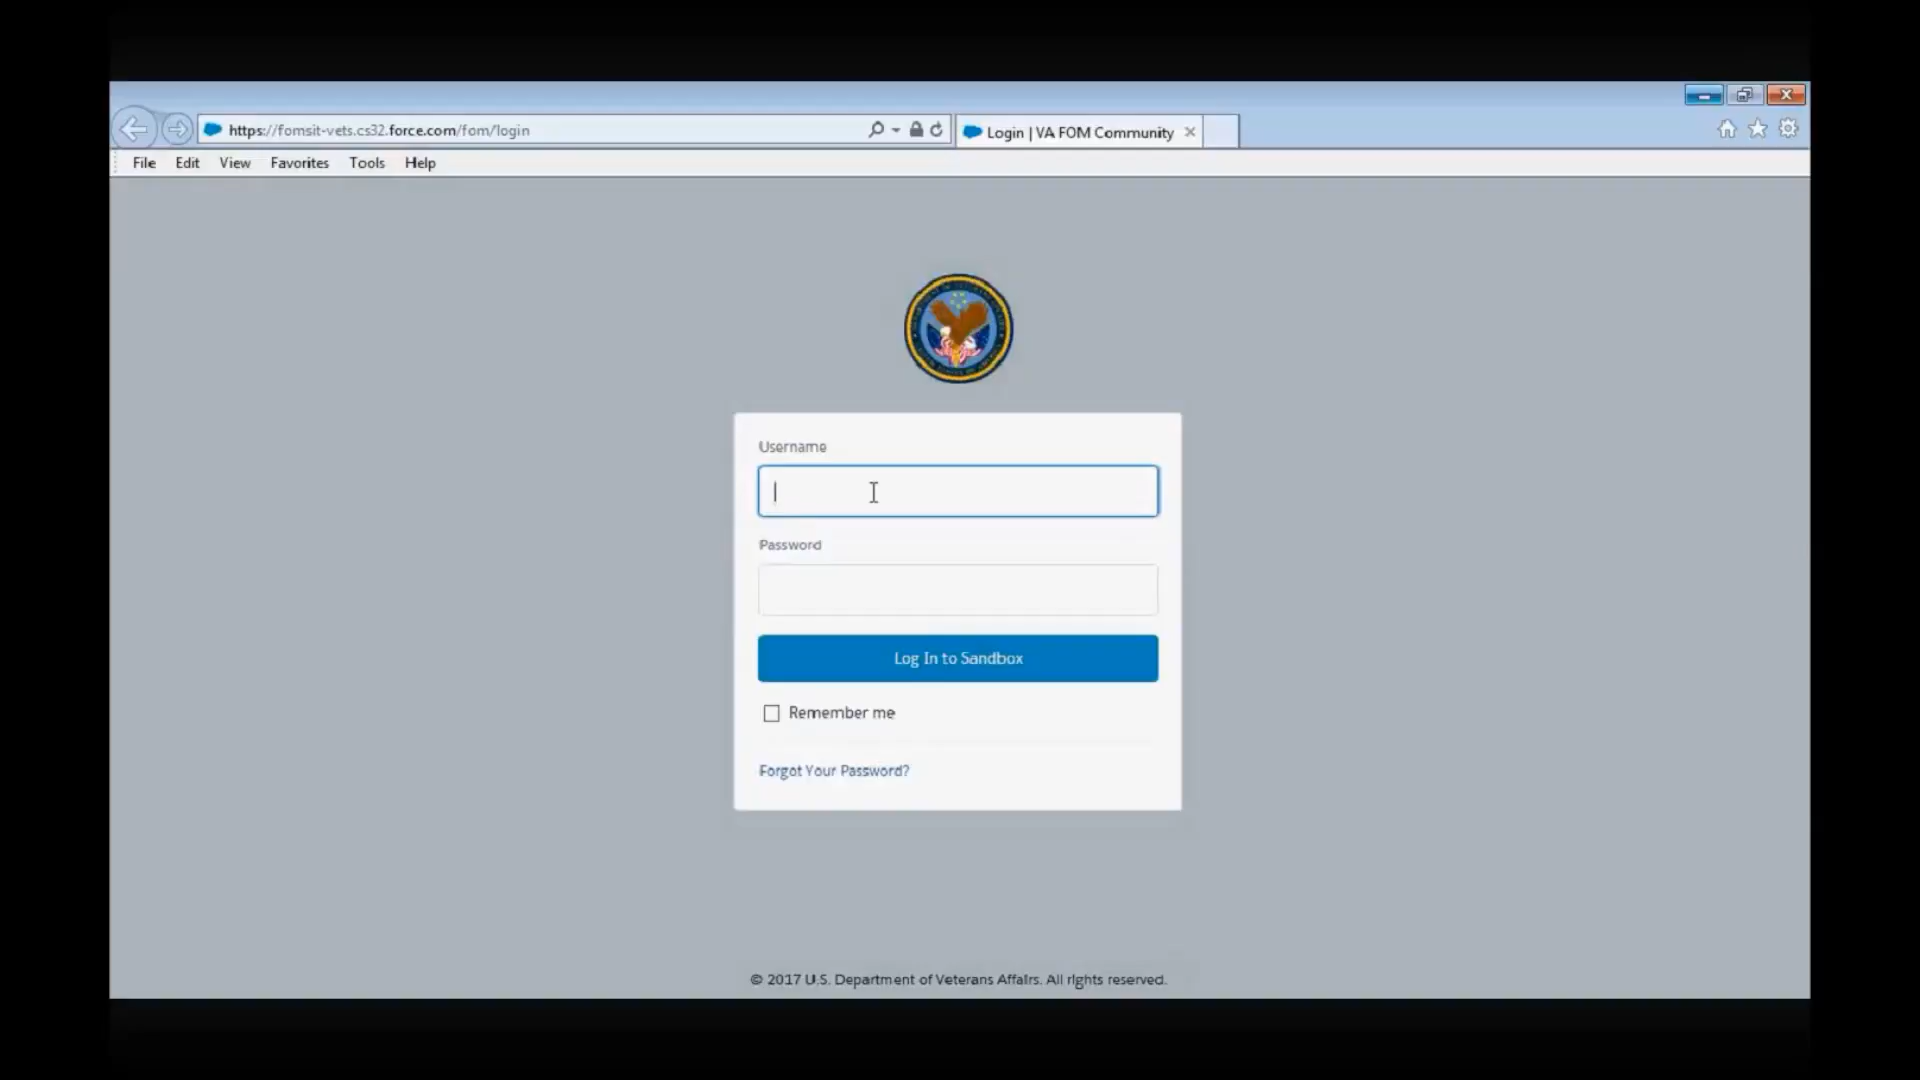 https://fomsit-vets.cs32.force.com/fom/login
Login | VA FOM Community
File Edit View Favorites Tools Help
Username
Password
Log In to Sandbox
Remember me
Forgot Your Password?
© 2017 U.S. Department of Veterans Affairs. All rights reserved.